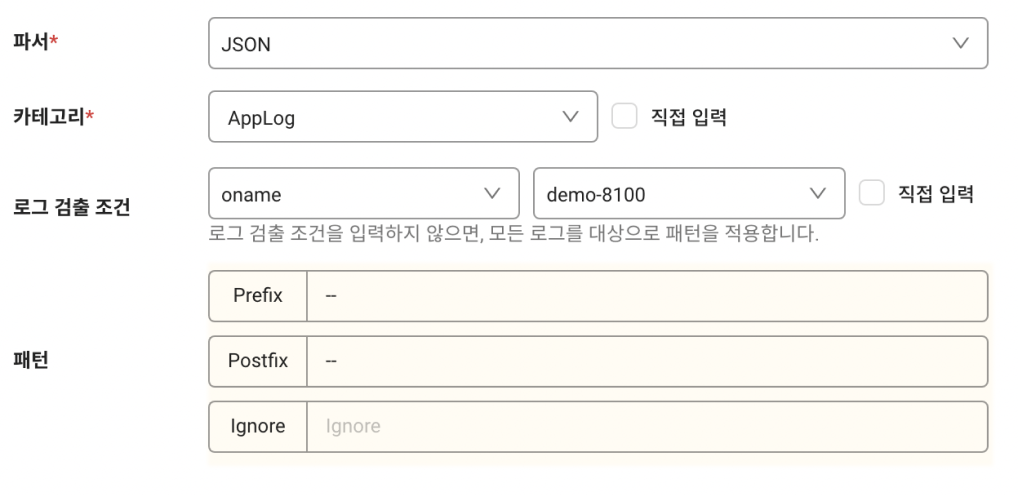 파서*
JSON
카테고리*
AppLog
직접 입력
로그 검출 조건
oname
demo-8100
직접 입력
로그 검출 조건을 입력하지 않으면, 모든 로그를 대상으로 패턴을 적용합니다.
패턴
Prefix
--
Postfix
--
Ignore
Ignore